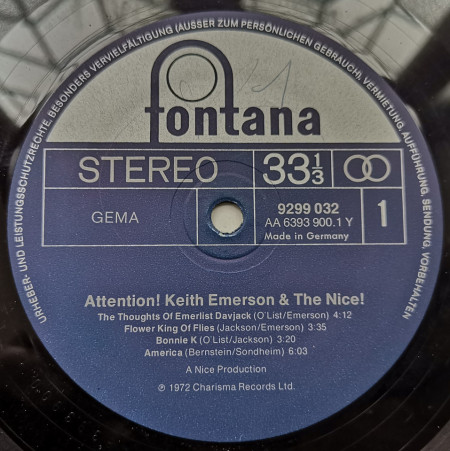 URHEBER- UND LEISTUNGSSCHUTZRECHTE, BESONDERS VERVIELFÄLTIGUNG (AUSSER ZUM PERSÖNLICHEN GEBRAUCH), VERMIETUNG, AUFFÜHRUNG, SENDUNG, VORBEHALTEN
fontana
STEREO 33 1/3
GEMA 9299 032 1
AA 6393 900.1 Y
Made in Germany
Attention! Keith Emerson & The Nice!
The Thoughts Of Emerlist Davjack (O'List/Emerson) 4:12
Flower King Of Flies (Jackson/Emerson) 3:35
Bonnie K (O'List/Jackson) 3:20
America (Bernstein/Sondheim) 6:03
A Nice Production
℗ 1972 Charisma Records Ltd.